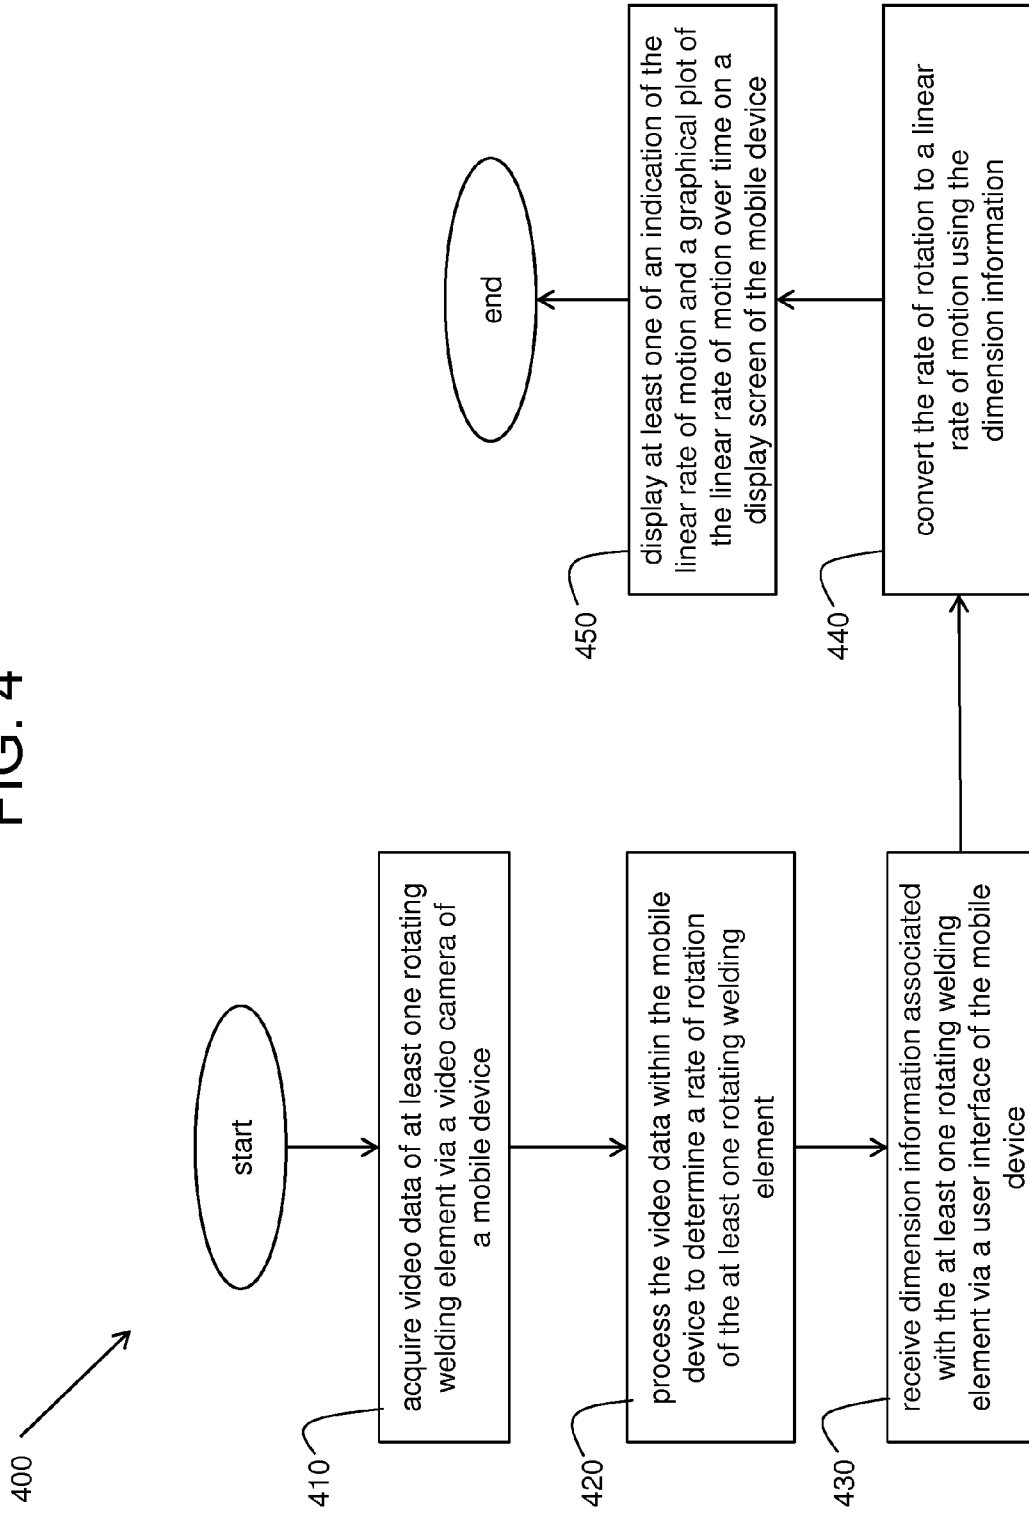 FIG. 4
400
start
410
acquire video data of at least one rotating
welding element via a video camera of
a mobile device
420
process the video data within the mobile
device to determine a rate of rotation
of the at least one rotating welding
element
430
receive dimension information associated
with the at least one rotating welding
element via a user interface of the mobile
device
440
convert the rate of rotation to a linear
rate of motion using the
dimension information
450
display at least one of an indication of the
linear rate of motion and a graphical plot of
the linear rate of motion over time on a
display screen of the mobile device
end